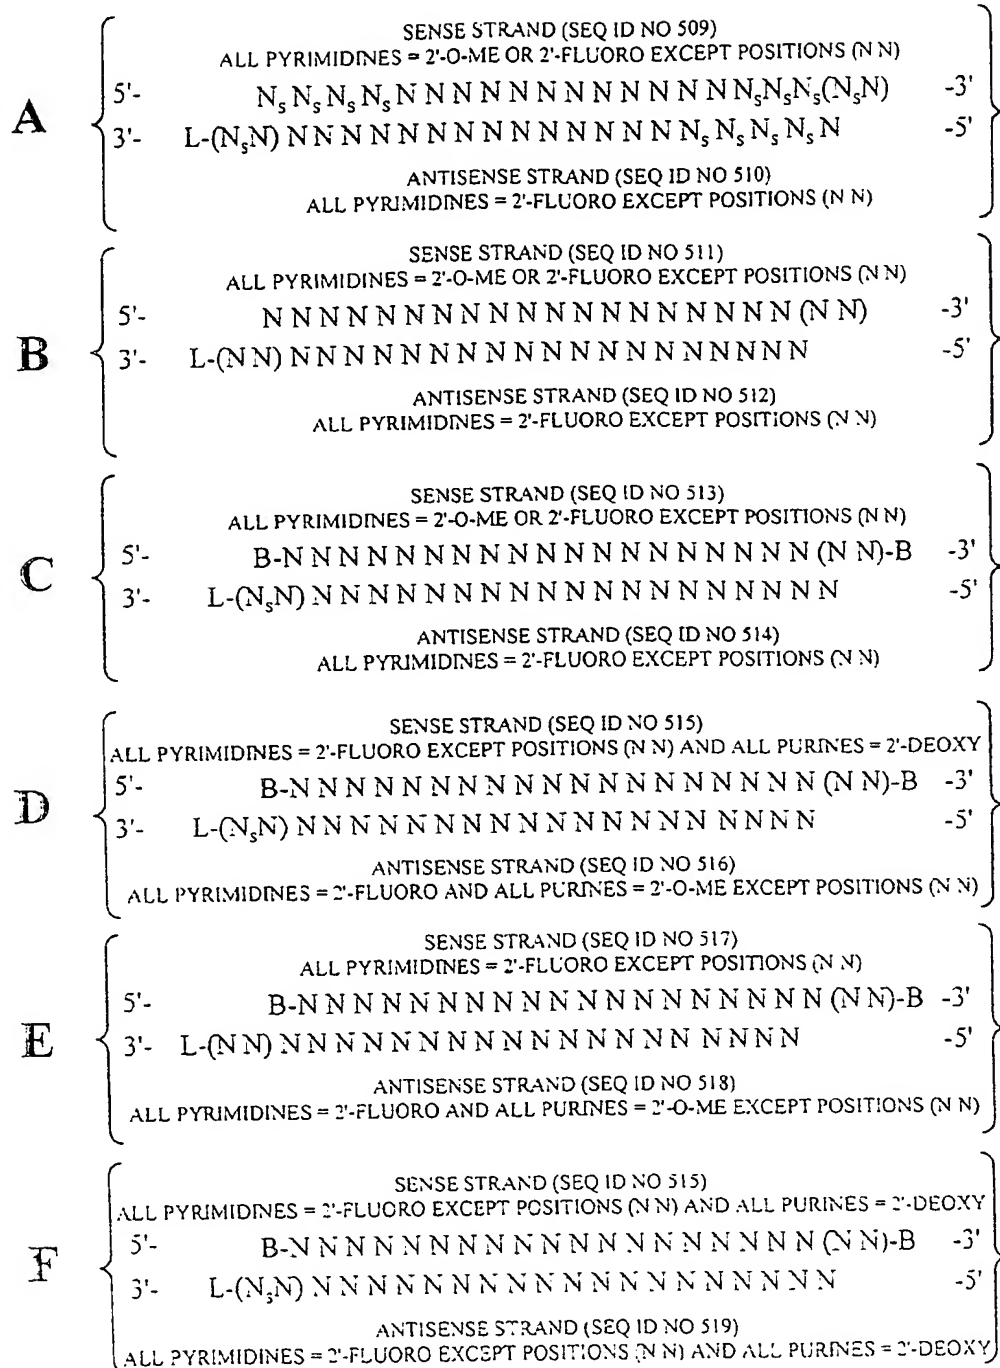 A
SENSE STRAND (SEQ ID NO 509)
ALL PYRIMIDINES = 2'-O-ME OR 2'-FLUORO EXCEPT POSITIONS (N N)
5'- NsNsNsNsN N N N N N N N N N N N NsNsNs(NsN) -3'
3'- L-(NsN) N N N N N N N N N N N N N N NsNsNsNsN -5'
ANTISENSE STRAND (SEQ ID NO 510)
ALL PYRIMIDINES = 2'-FLUORO EXCEPT POSITIONS (N N)
B
SENSE STRAND (SEQ ID NO 511)
ALL PYRIMIDINES = 2'-O-ME OR 2'-FLUORO EXCEPT POSITIONS (N N)
5'- N N N N N N N N N N N N N N N N N N N (N N) -3'
3'- L-(N N) N N N N N N N N N N N N N N N N N N N -5'
ANTISENSE STRAND (SEQ ID NO 512)
ALL PYRIMIDINES = 2'-FLUORO EXCEPT POSITIONS (N N)
C
SENSE STRAND (SEQ ID NO 513)
ALL PYRIMIDINES = 2'-O-ME OR 2'-FLUORO EXCEPT POSITIONS (N N)
5'- B-N N N N N N N N N N N N N N N N N N N (N N)-B -3'
3'- L-(NsN) N N N N N N N N N N N N N N N N N N N -5'
ANTISENSE STRAND (SEQ ID NO 514)
ALL PYRIMIDINES = 2'-FLUORO EXCEPT POSITIONS (N N)
D
SENSE STRAND (SEQ ID NO 515)
ALL PYRIMIDINES = 2'-FLUORO EXCEPT POSITIONS (N N) AND ALL PURINES = 2'-DEOXY
5'- B-N N N N N N N N N N N N N N N N N N N (N N)-B -3'
3'- L-(NsN) N N N N N N N N N N N N N N N N N N N -5'
ANTISENSE STRAND (SEQ ID NO 516)
ALL PYRIMIDINES = 2'-FLUORO AND ALL PURINES = 2'-O-ME EXCEPT POSITIONS (N N)
E
SENSE STRAND (SEQ ID NO 517)
ALL PYRIMIDINES = 2'-FLUORO EXCEPT POSITIONS (N N)
5'- B-N N N N N N N N N N N N N N N N N N N (N N)-B -3'
3'- L-(N N) N N N N N N N N N N N N N N N N N N N -5'
ANTISENSE STRAND (SEQ ID NO 518)
ALL PYRIMIDINES = 2'-FLUORO AND ALL PURINES = 2'-O-ME EXCEPT POSITIONS (N N)
F
SENSE STRAND (SEQ ID NO 515)
ALL PYRIMIDINES = 2'-FLUORO EXCEPT POSITIONS (N N) AND ALL PURINES = 2'-DEOXY
5'- B-N N N N N N N N N N N N N N N N N N N (N N)-B -3'
3'- L-(NsN) N N N N N N N N N N N N N N N N N N N -5'
ANTISENSE STRAND (SEQ ID NO 519)
ALL PYRIMIDINES = 2'-FLUORO EXCEPT POSITIONS (N N) AND ALL PURINES = 2'-DEOXY